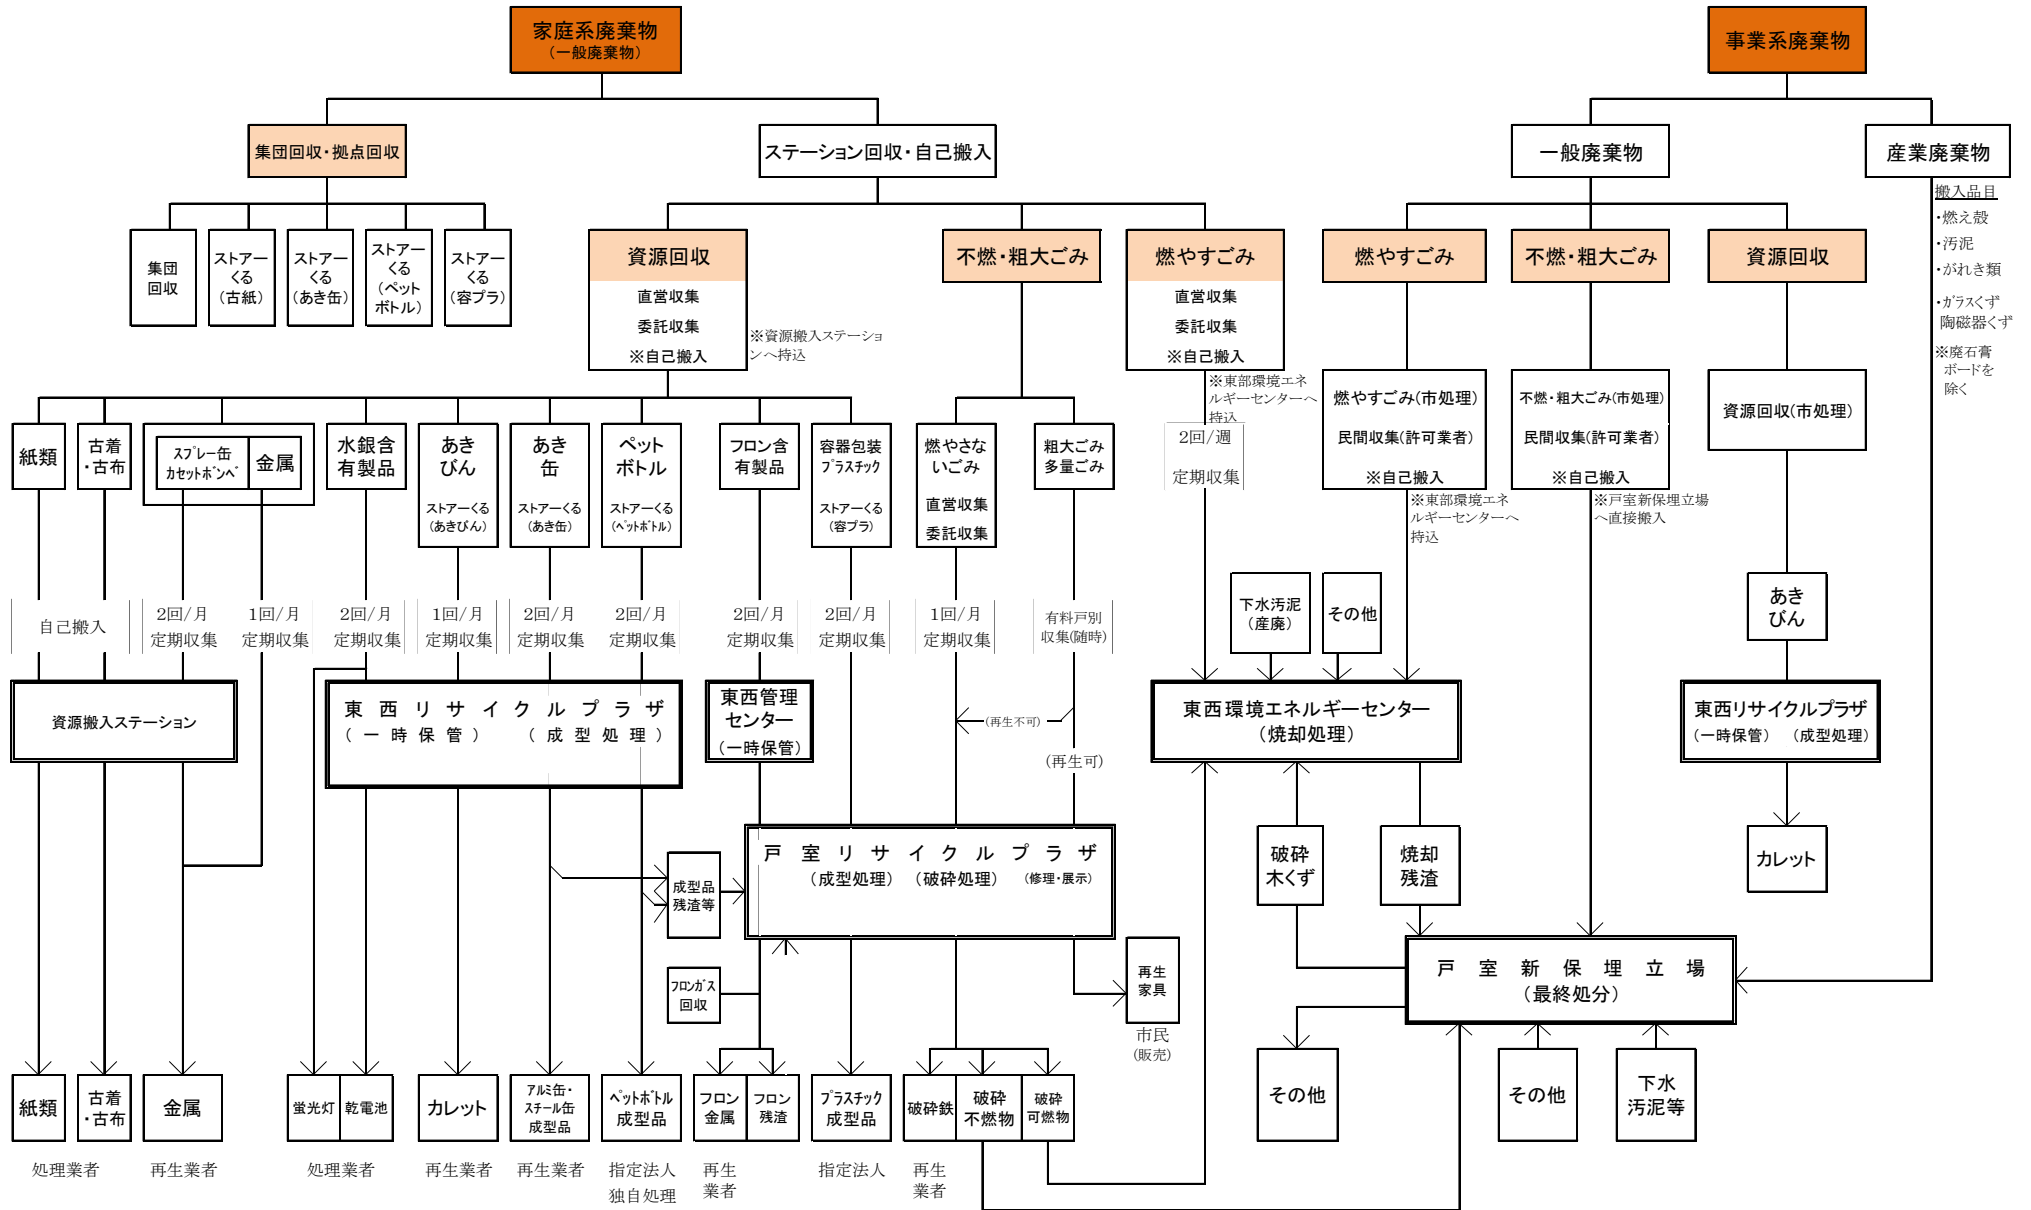 家庭系廃棄物
（一般廃棄物）
事業系廃棄物
集団回収・拠点回収
ステーション回収・自己搬入
一般廃棄物
産業廃棄物
搬入品目
・燃え殻
・汚泥
・がれき類
・ガラスくず
陶磁器くず
※廃石膏
ボードを
除く
集団
回収
ストアー
くる
（古紙）
ストアー
くる
（あき缶）
ストアー
くる
（ペット
ボトル）
ストアー
くる
（容プラ）
資源回収
直営収集
委託収集
※自己搬入
※資源搬入ステーショ
ンへ持込
不燃・粗大ごみ
燃やすごみ
直営収集
委託収集
※自己搬入
※東部環境エネ
ルギーセンターへ
持込
2回/週
定期収集
燃やすごみ
燃やすごみ(市処理)
民間収集(許可業者)
※自己搬入
※東部環境エネ
ルギーセンターへ
持込
不燃・粗大ごみ
不燃・粗大ごみ(市処理)
民間収集(許可業者)
※自己搬入
※戸室新保埋立場
へ直接搬入
資源回収
資源回収(市処理)
紙類
古着
・古布
スプレー缶
カセットボンベ
金属
水銀含
有製品
あき
びん
ストアーくる
（あきびん）
あき
缶
ストアーくる
（あき缶）
ペット
ボトル
ストアーくる
（ペットボトル）
フロン含
有製品
容器包装
プラスチック
ストアーくる
（容プラ）
燃やさな
いごみ
直営収集
委託収集
粗大ごみ
多量ごみ
自己搬入
2回/月
定期収集
1回/月
定期収集
2回/月
定期収集
1回/月
定期収集
2回/月
定期収集
2回/月
定期収集
2回/月
定期収集
2回/月
定期収集
1回/月
定期収集
有料戸別
収集(随時)
下水汚泥
（産廃）
その他
あき
びん
資源搬入ステーション
東西リサイクルプラザ
（一時保管）　（成型処理）
東西管理
センター
（一時保管）
(再生不可)
(再生可)
東西環境エネルギーセンター
（焼却処理）
東西リサイクルプラザ
（一時保管）　（成型処理）
戸室リサイクルプラザ
（成型処理）（破砕処理）　（修理・展示）
成型品
残渣等
破砕
木くず
焼却
残渣
カレット
フロンガス
回収
再生
家具
市民
(販売)
戸室新保埋立場
（最終処分）
紙類
古着
・古布
金属
蛍光灯
乾電池
カレット
アルミ缶・
スチール缶
成型品
ペットボトル
成型品
フロン
金属
フロン
残渣
プラスチック
成型品
破砕鉄
破砕
不燃物
破砕
可燃物
その他
その他
下水
汚泥等
処理業者
再生業者
処理業者
再生業者
再生業者
指定法人
独自処理
再生
業者
指定法人
再生
業者